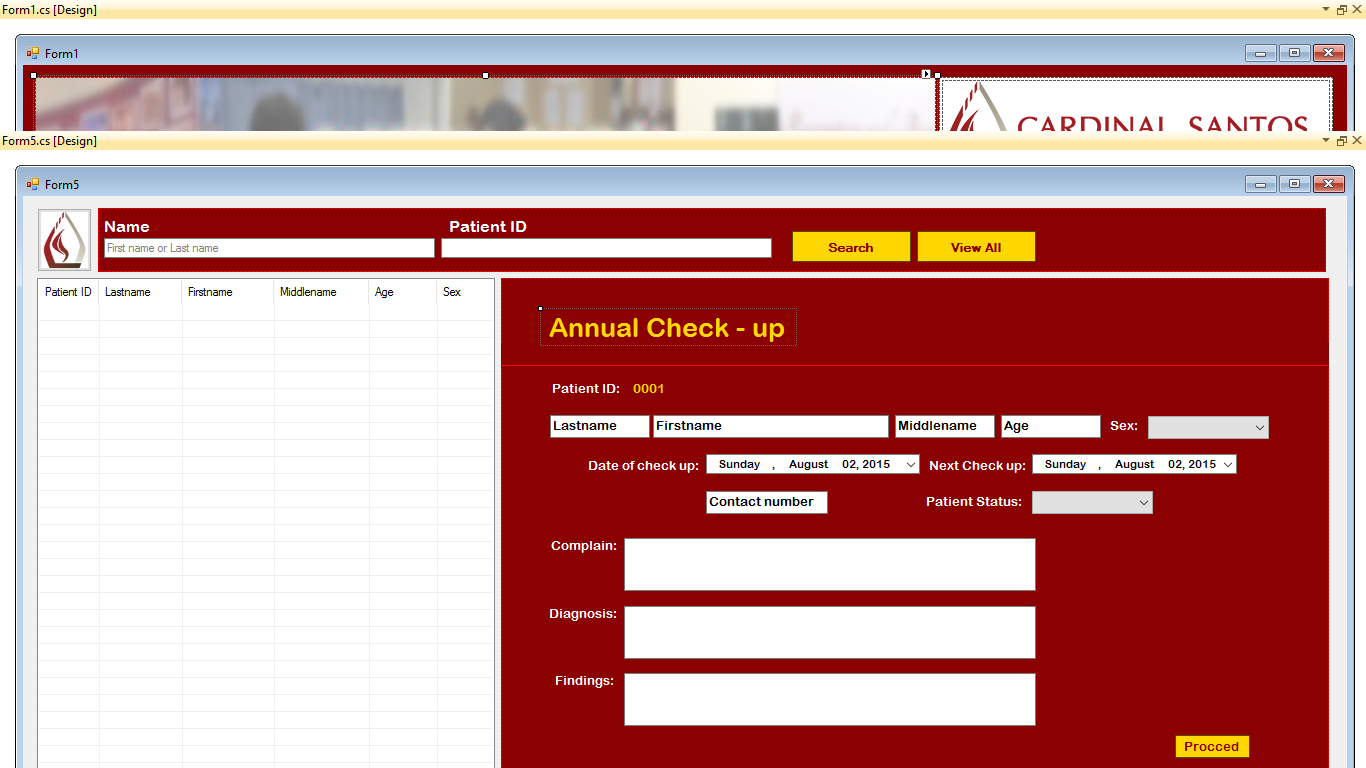 Form1.cs [Design]
Form1
CARDINAL SANTOS
Form5.cs [Design]
Form5
Name Patient ID
First name or Last name
Search View All
Patient ID Lastname Firstname Middlename Age Sex
Annual Check - up
Patient ID: 0001
Lastname Firstname Middlename Age Sex:
Date of check up: Sunday , August 02, 2015 Next Check up: Sunday , August 02, 2015
Contact number Patient Status:
Complain:
Diagnosis:
Findings:
Procced